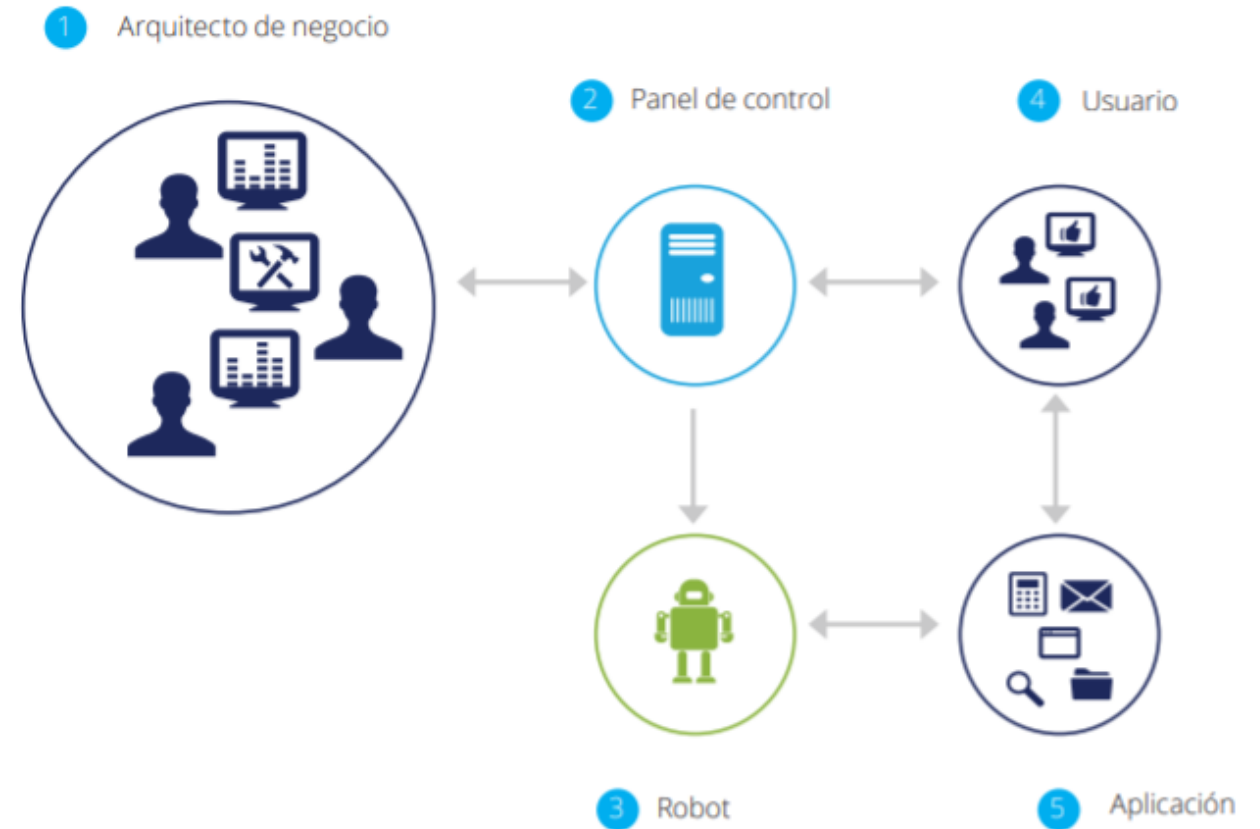 1 Arquitecto de negocio
2 Panel de control
4 Usuario
3 Robot
5 Aplicación